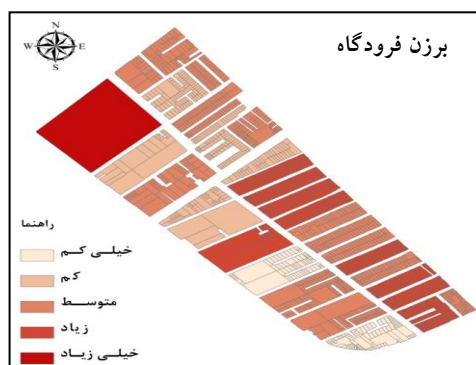 برزن فرودگاه
N
W E
S
راهنما
خیلی کم
کم
متوسط
زیاد
خیلی زیاد